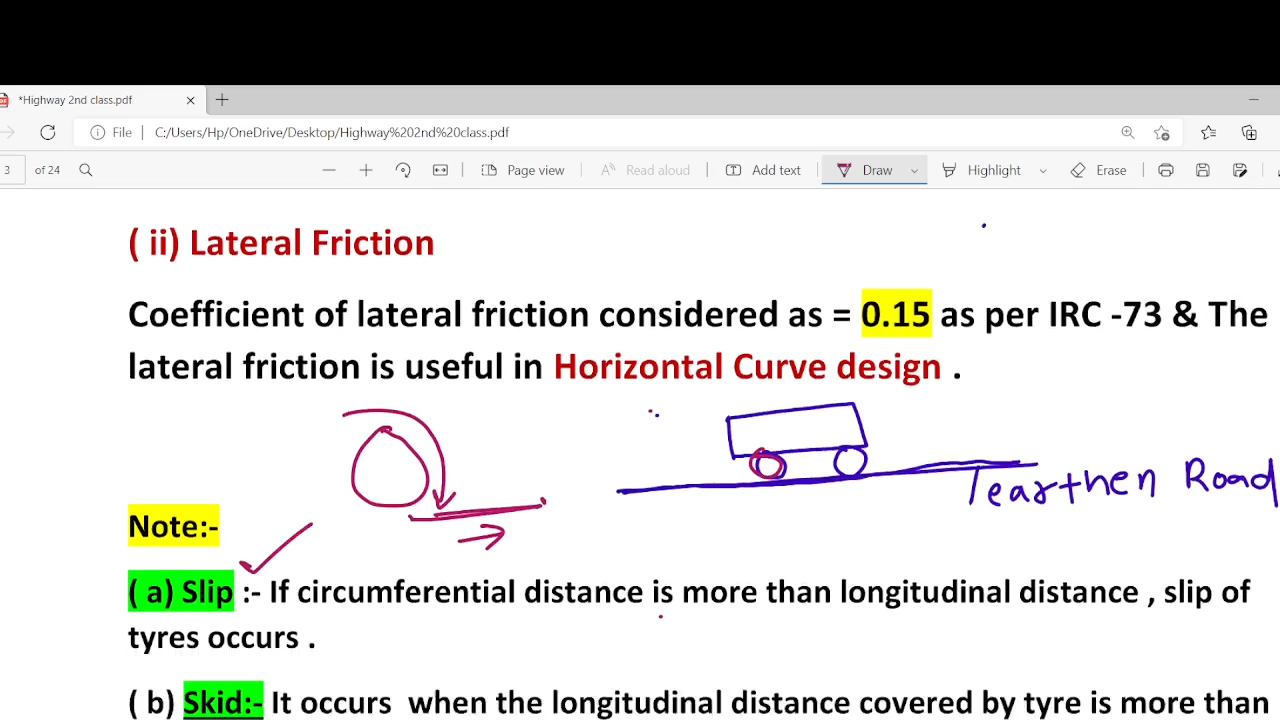 *Highway 2nd class.pdf
File C:/Users/Hp/OneDrive/Desktop/Highway%202nd%20class.pdf
3 of 24 Page view Read aloud Add text Draw Highlight Erase
( ii) Lateral Friction
Coefficient of lateral friction considered as = 0.15 as per IRC -73 & The
lateral friction is useful in Horizontal Curve design .
earthen Road
Note:-
( a) Slip :- If circumferential distance is more than longitudinal distance , slip of
tyres occurs .
( b) Skid:- It occurs when the longitudinal distance covered by tyre is more than